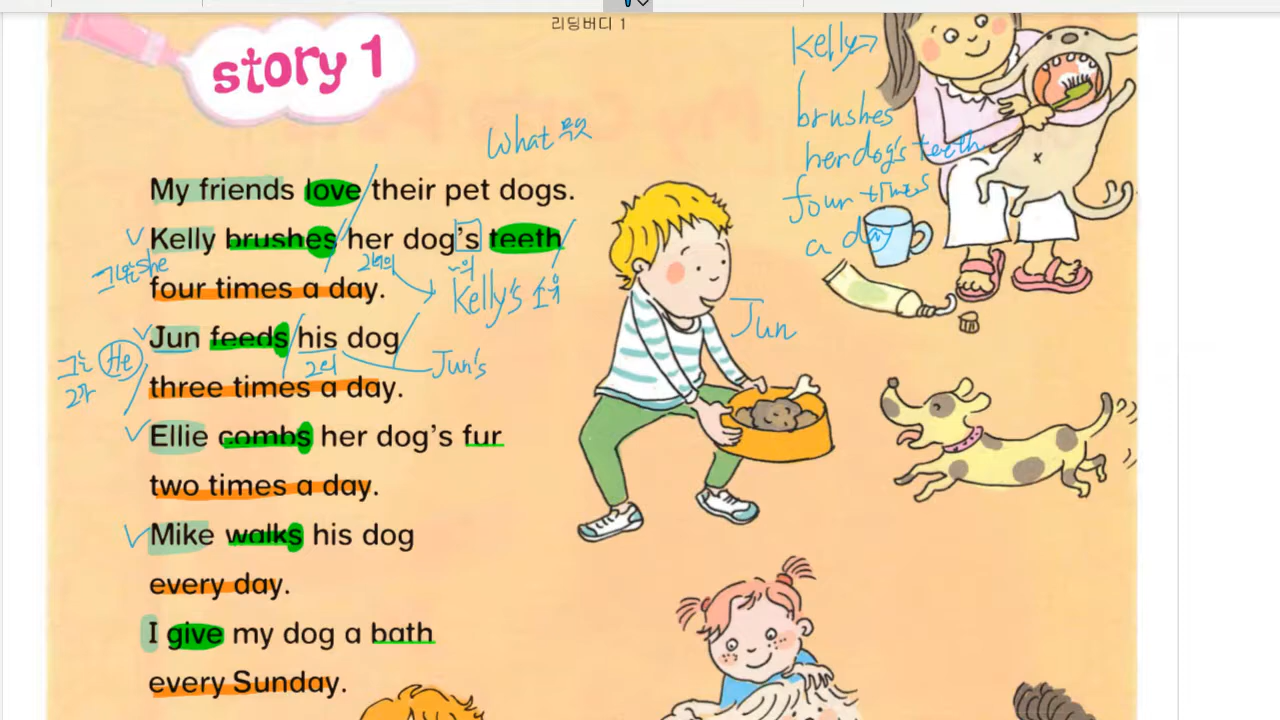 리딩버디 1
story 1
Kelly
brushes
her dog's teeth
four times
a day
What 무엇
My friends love their pet dogs.
Kelly brushes her dog's teeth
그녀는 she 그녀의 ~의
four times a day.
Kelly's 소유
Jun
Jun feeds his dog
그는 He 그의 Jun's
그가
three times a day.
Ellie combs her dog's fur
two times a day.
Mike walks his dog
every day.
I give my dog a bath
every Sunday.